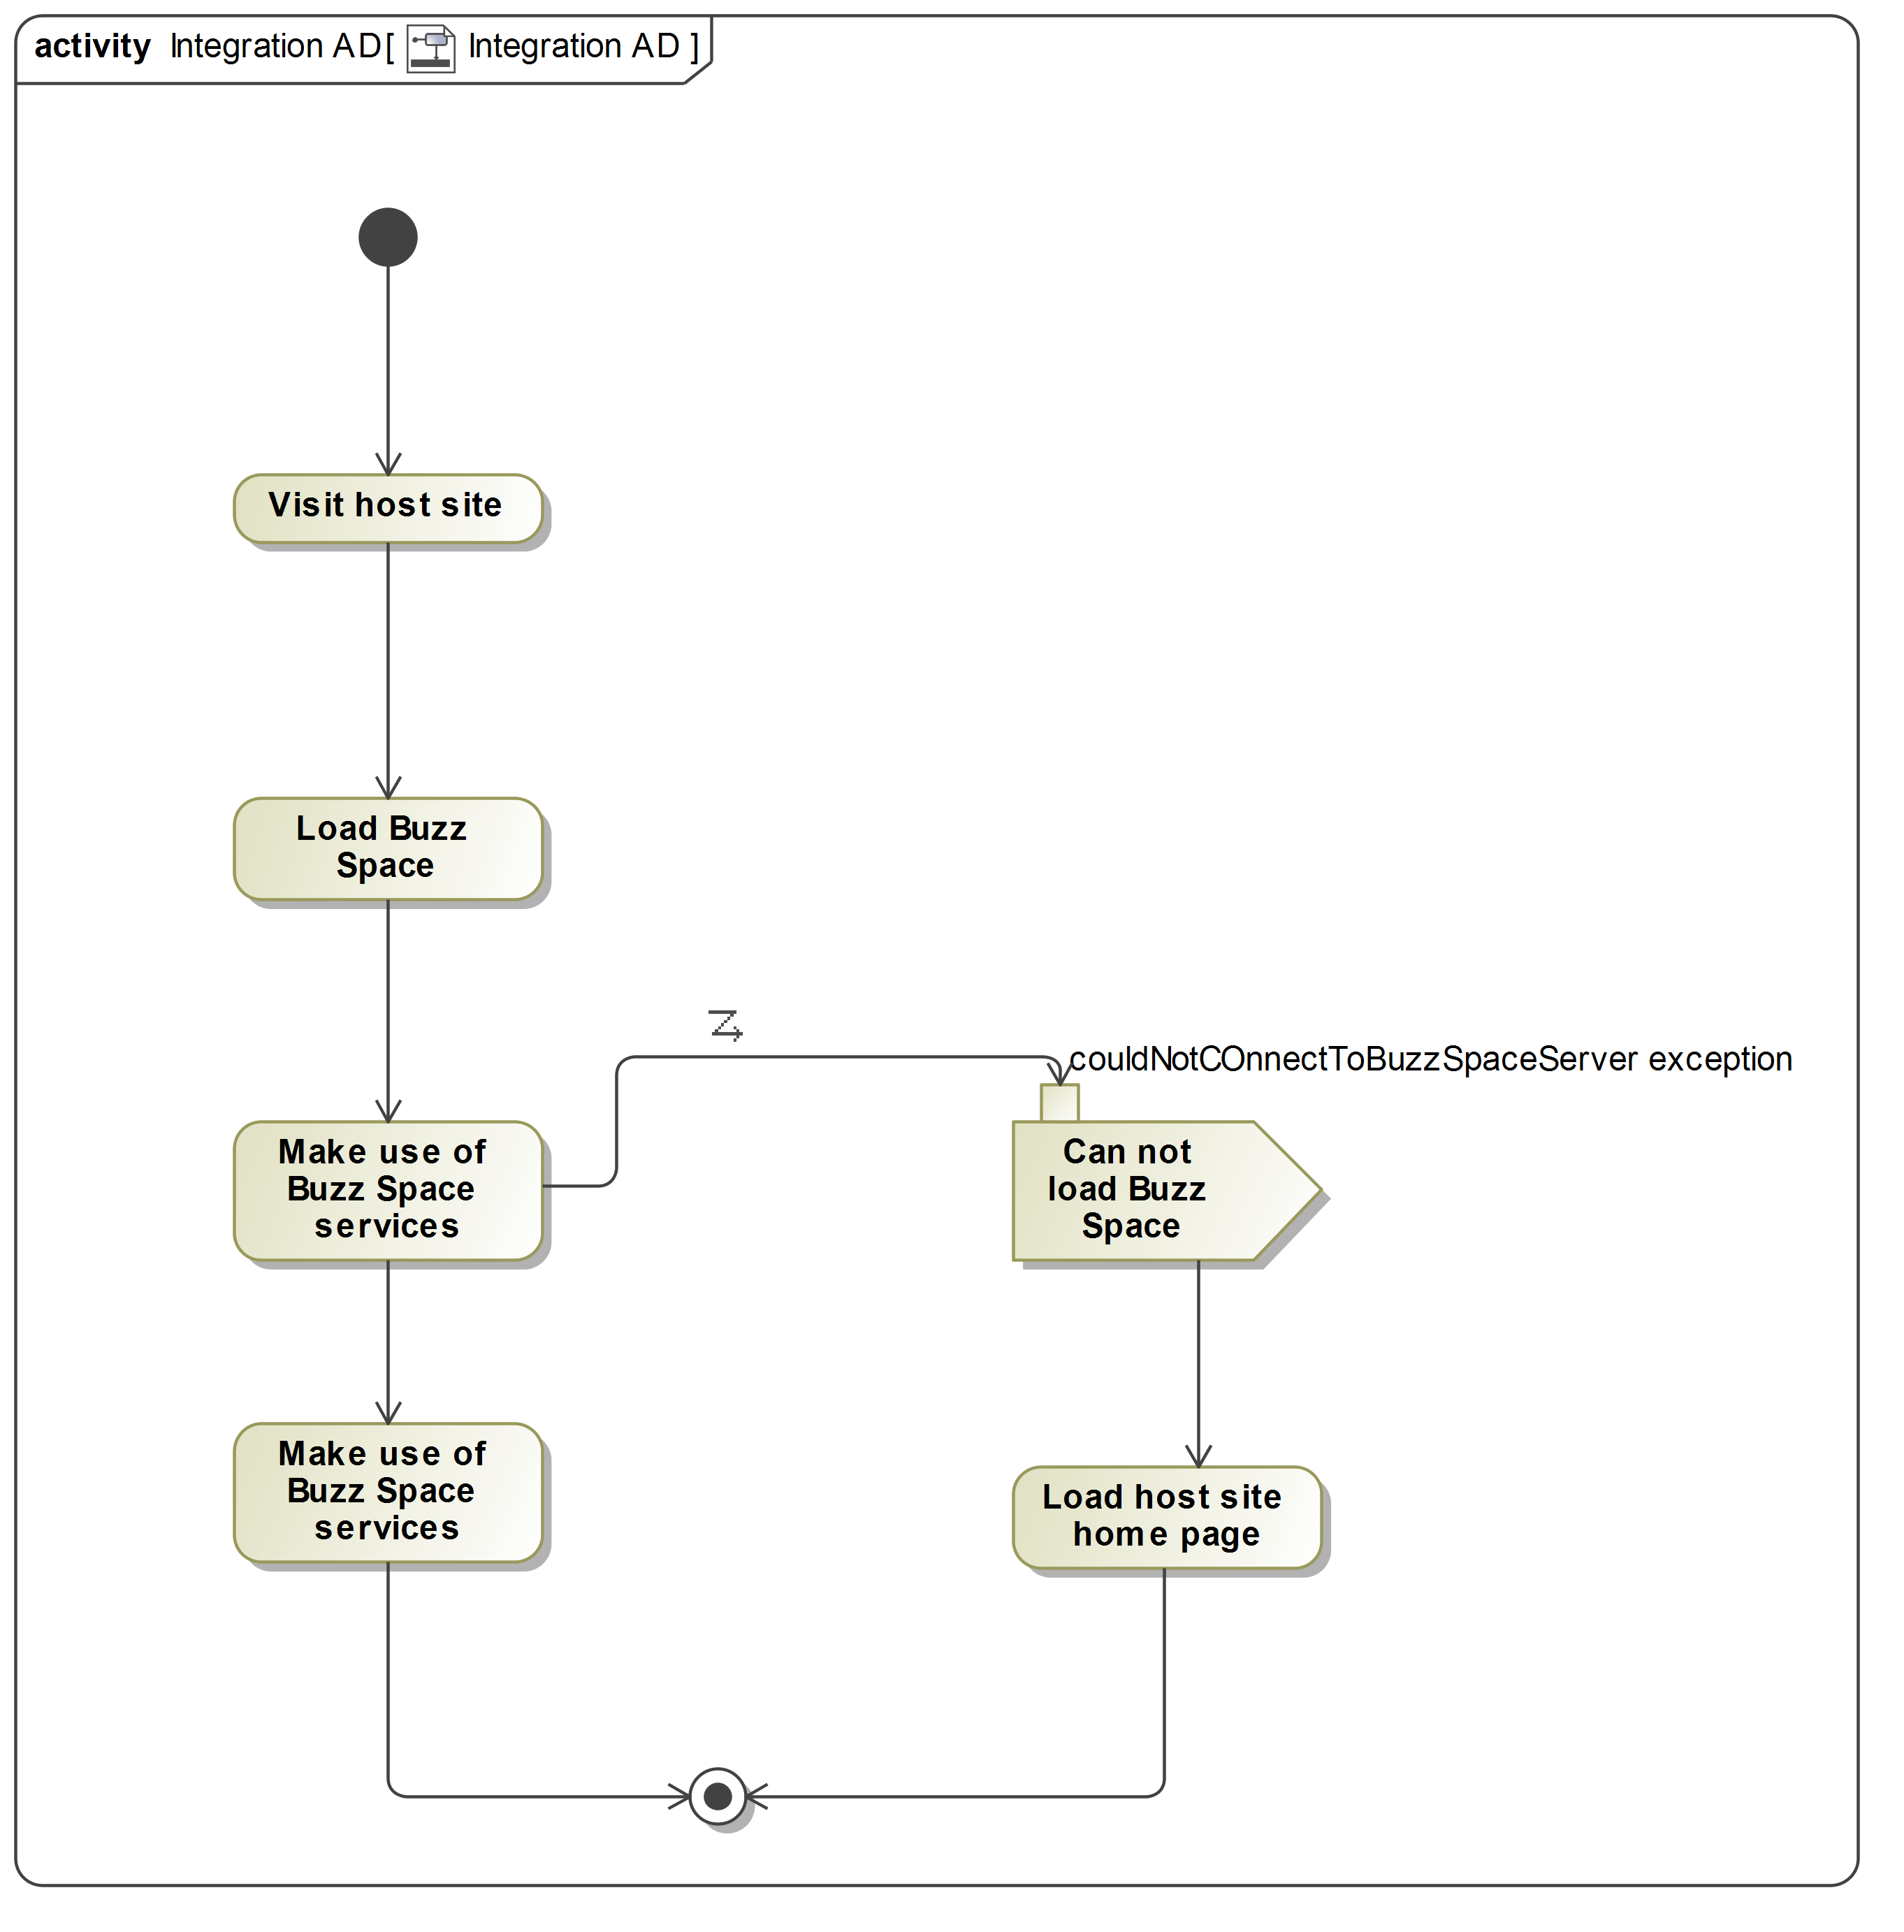 activity Integration AD[ Integration AD ]
Visit host site
Load Buzz
Space
couldNotCOnnectToBuzzSpaceServer exception
Make use of
Buzz Space
services
Can not
load Buzz
Space
Make use of
Buzz Space
services
Load host site
home page